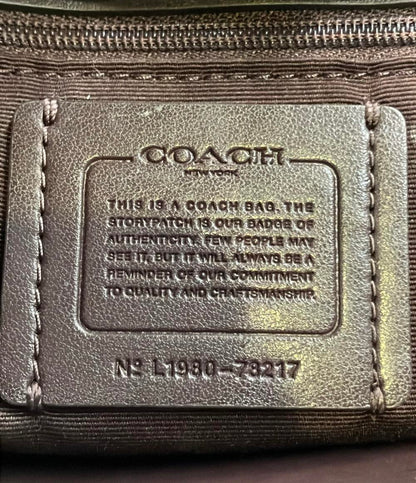 COACH
NEW YORK
THIS IS A COACH BAG. THE
STORYPATCH IS OUR BADGE OF
AUTHENTICITY. FEW PEOPLE MAY
SEE IT, BUT IT WILL ALWAYS BE A
REMINDER OF OUR COMMITMENT
TO QUALITY AND CRAFTSMANSHIP.
Nº L1980-78217